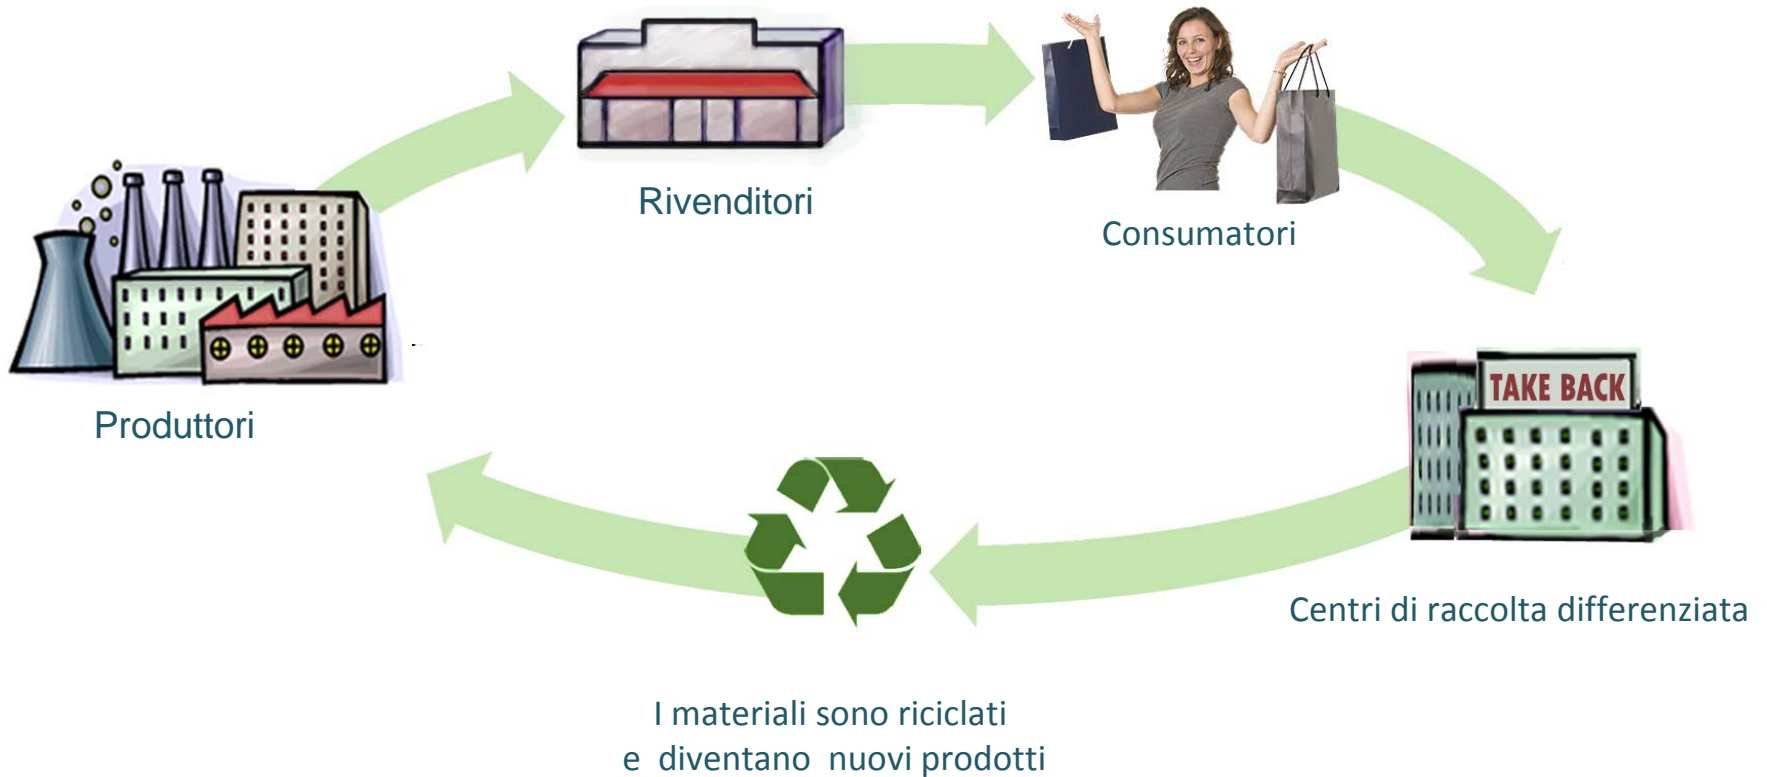 Rivenditori
Consumatori
TAKE BACK
Produttori
Centri di raccolta differenziata
I materiali sono riciclati
e diventano nuovi prodotti